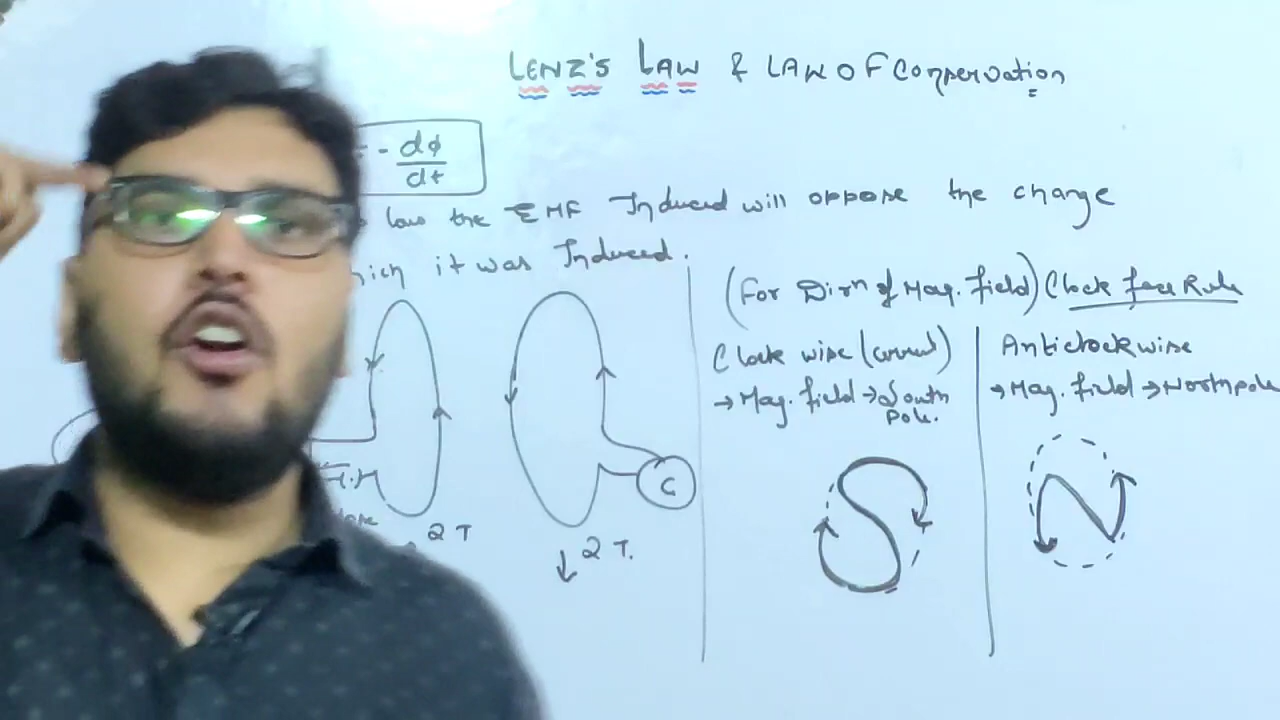 LENZ'S LAW & LAW OF Conservation
- dφ/dt
law the EMF Induced will oppose the change
hich it was Induced.
(For Dirⁿ of Mag. field) Clock face Rule
Clock wise (current)
→ Mag. field → South Pole.
Anticlockwise
→ Mag. field → North pole
S
N
G
2 T
↓ 2 T.